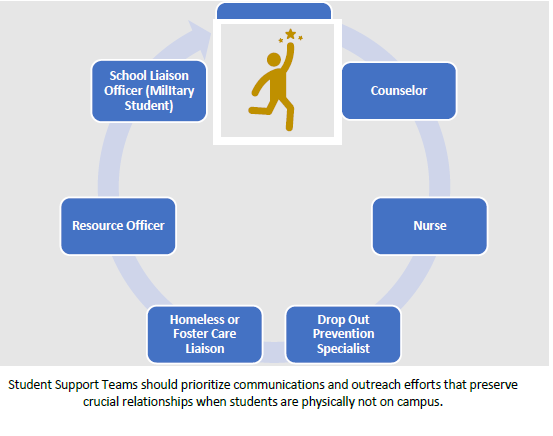 School Liaison
Officer (Military
Student)
Counselor
Resource Officer
Nurse
Homeless or
Foster Care
Liaison
Drop Out
Prevention
Specialist
Student Support Teams should prioritize communications and outreach efforts that preserve
crucial relationships when students are physically not on campus.